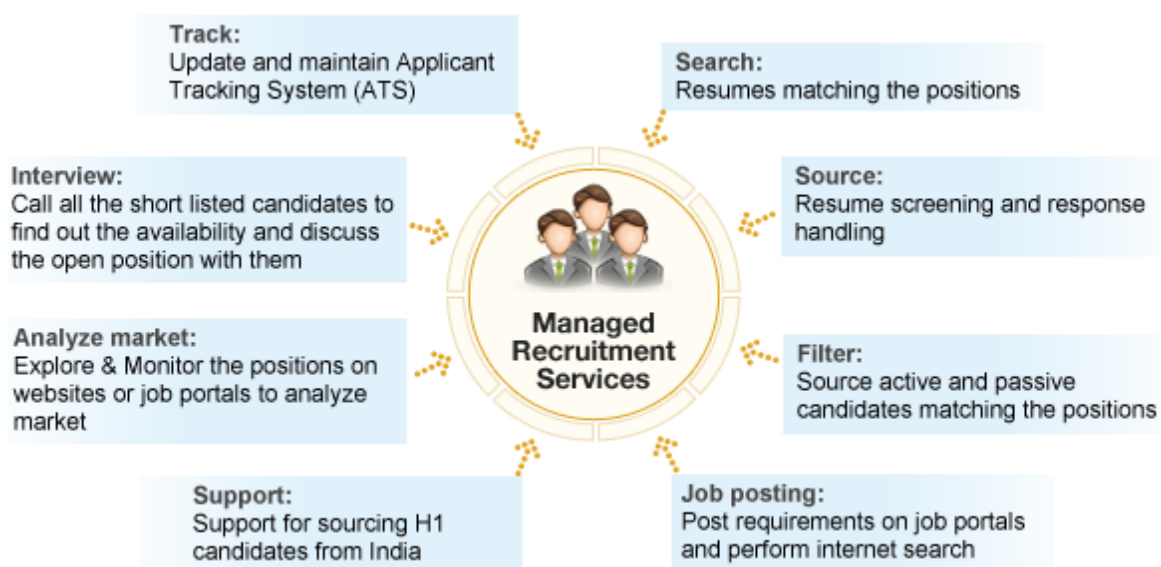 Track:
Update and maintain Applicant
Tracking System (ATS)
Search:
Resumes matching the positions
Interview:
Call all the short listed candidates to
find out the availability and discuss
the open position with them
Source:
Resume screening and response
handling
Managed
Recruitment
Services
Analyze market:
Explore & Monitor the positions on
websites or job portals to analyze
market
Filter:
Source active and passive
candidates matching the positions
Support:
Support for sourcing H1
candidates from India
Job posting:
Post requirements on job portals
and perform internet search